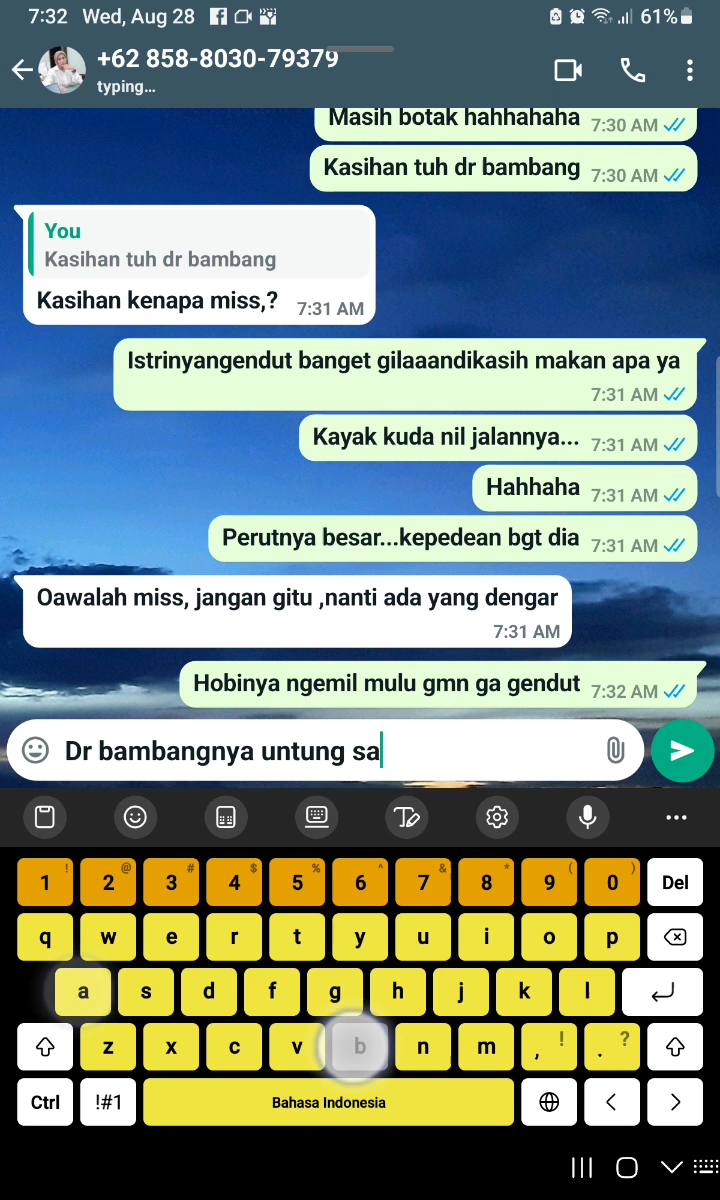 7:32 Wed, Aug 28 61%
+62 858-8030-79379
typing...
Masih botak hahhahaha 7:30 AM
Kasihan tuh dr bambang 7:30 AM
You
Kasihan tuh dr bambang
Kasihan kenapa miss,? 7:31 AM
Istrinyangendut banget gilaaandikasih makan apa ya
7:31 AM
Kayak kuda nil jalannya... 7:31 AM
Hahhaha 7:31 AM
Perutnya besar...kepedean bgt dia 7:31 AM
Oawalah miss, jangan gitu ,nanti ada yang dengar
7:31 AM
Hobinya ngemil mulu gmn ga gendut 7:32 AM
Dr bambangnya untung sa
! @ # $ % ^ & * ( )
1 2 3 4 5 6 7 8 9 0 Del
q w e r t y u i o p
a s d f g h j k l
z x c v b n m , ! . ?
Ctrl !#1 Bahasa Indonesia < >